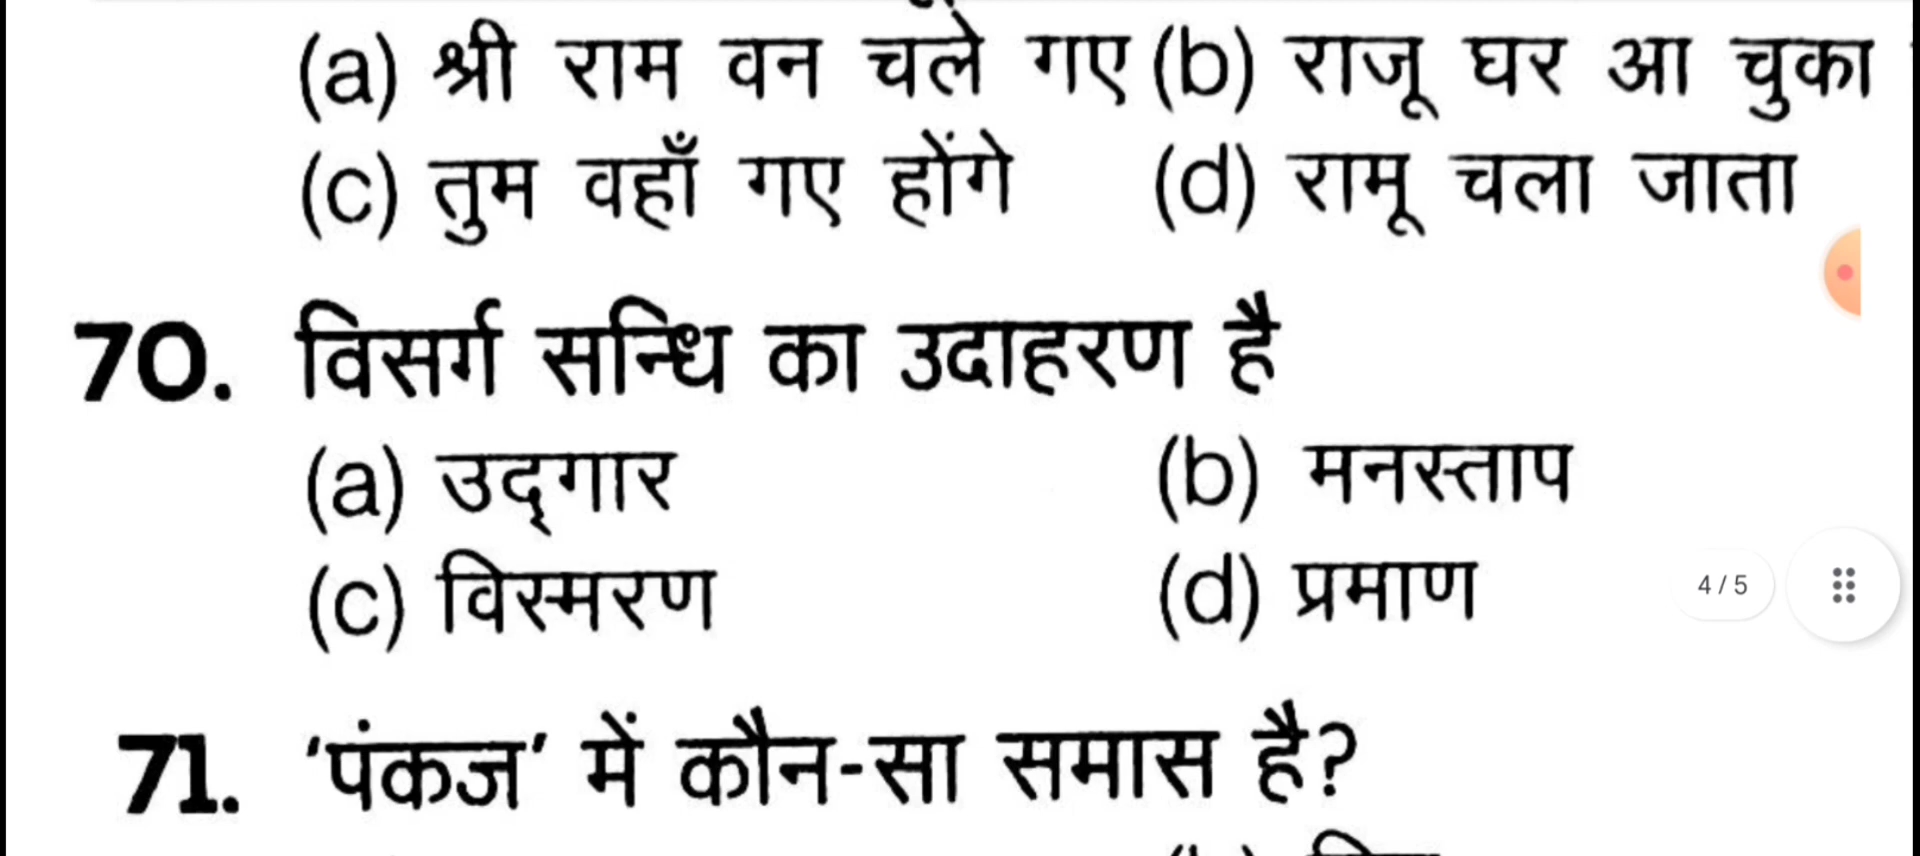 (a) श्री राम वन चले गए (b) राजू घर आ चुका
(c) तुम वहाँ गए होंगे (d) रामू चला जाता
70. विसर्ग सन्धि का उदाहरण है
(a) उद्‌गार (b) मनस्ताप
(c) विस्मरण (d) प्रमाण
4 / 5
71. ‘पंकज’ में कौन-सा समास है?